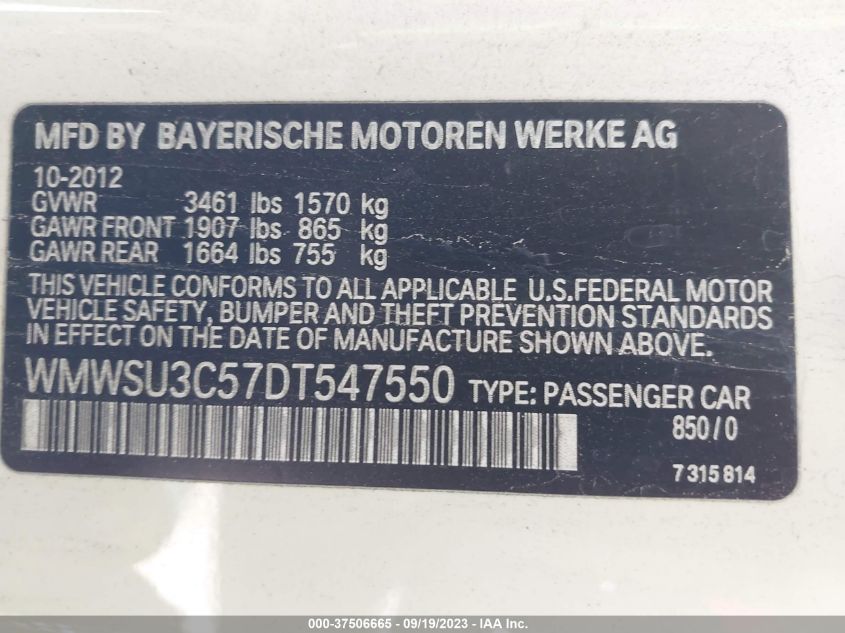 MFD BY BAYERISCHE MOTOREN WERKE AG
10-2012
GVWR 3461 lbs 1570 kg
GAWR FRONT 1907 lbs 865 kg
GAWR REAR 1664 lbs 755 kg
THIS VEHICLE CONFORMS TO ALL APPLICABLE U.S.FEDERAL MOTOR
VEHICLE SAFETY, BUMPER AND THEFT PREVENTION STANDARDS
IN EFFECT ON THE DATE OF MANUFACTURE SHOWN ABOVE.
WMWSU3C57DT547550 TYPE: PASSENGER CAR
850/0
7315814
000-37506665 - 09/19/2023 - IAA Inc.